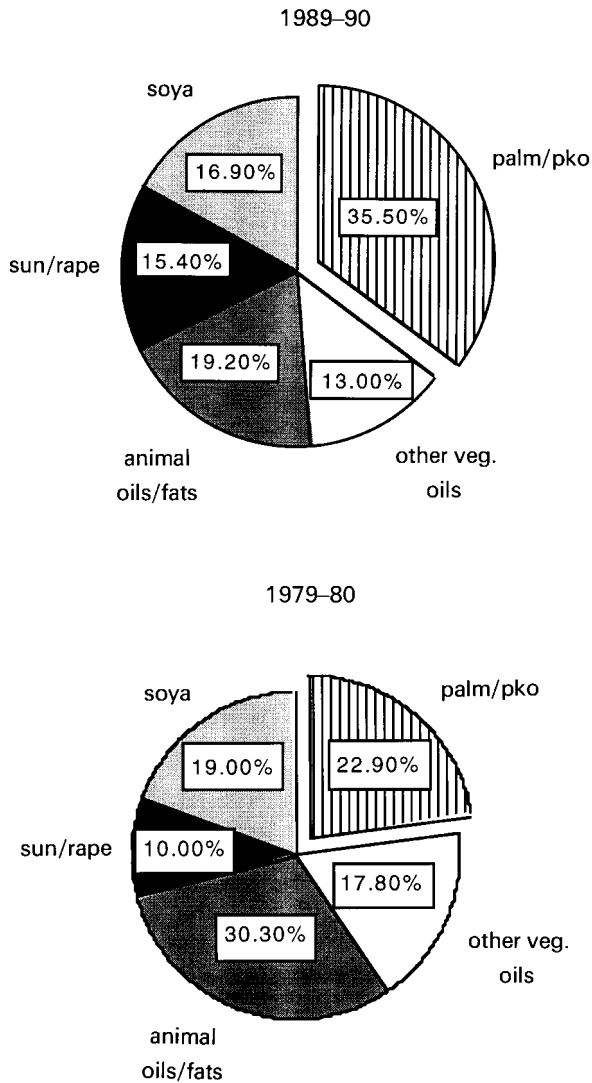 1989–90
soya
palm/pko
16.90%
35.50%
sun/rape
15.40%
19.20%
13.00%
animal
oils/fats
other veg.
oils
1979–80
soya
palm/pko
19.00%
22.90%
sun/rape
10.00%
17.80%
30.30%
other veg.
oils
animal
oils/fats